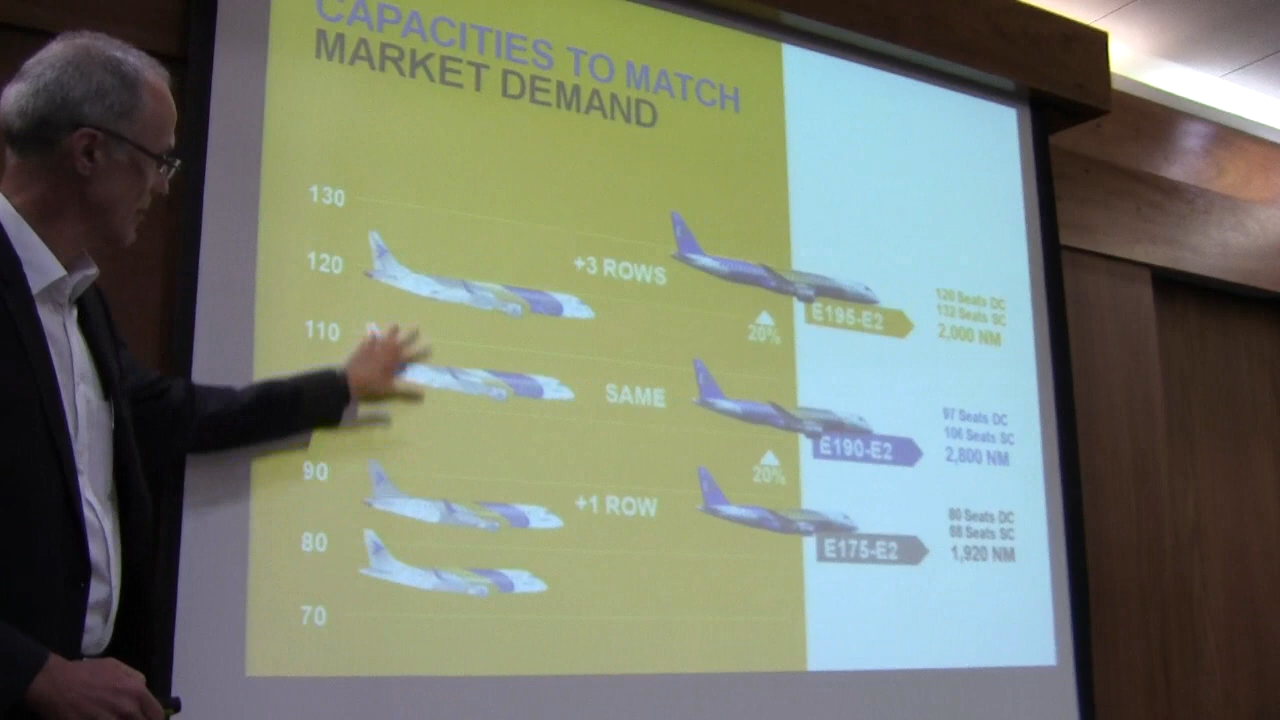 CAPACITIES TO MATCH
MARKET DEMAND
130
120
110
90
80
70
+3 ROWS
20%
SAME
20%
+1 ROW
E195-E2
120 Seats DC
132 Seats SC
2,000 NM
E190-E2
97 Seats DC
106 Seats SC
2,800 NM
E175-E2
80 Seats DC
88 Seats SC
1,920 NM